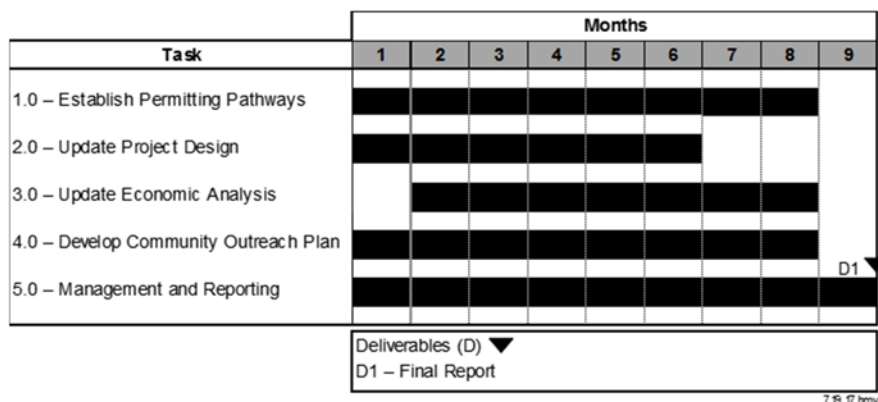 Months
Task 1 2 3 4 5 6 7 8 9
1.0 – Establish Permitting Pathways
2.0 – Update Project Design
3.0 – Update Economic Analysis
4.0 – Develop Community Outreach Plan
D1
5.0 – Management and Reporting
Deliverables (D)
D1 – Final Report